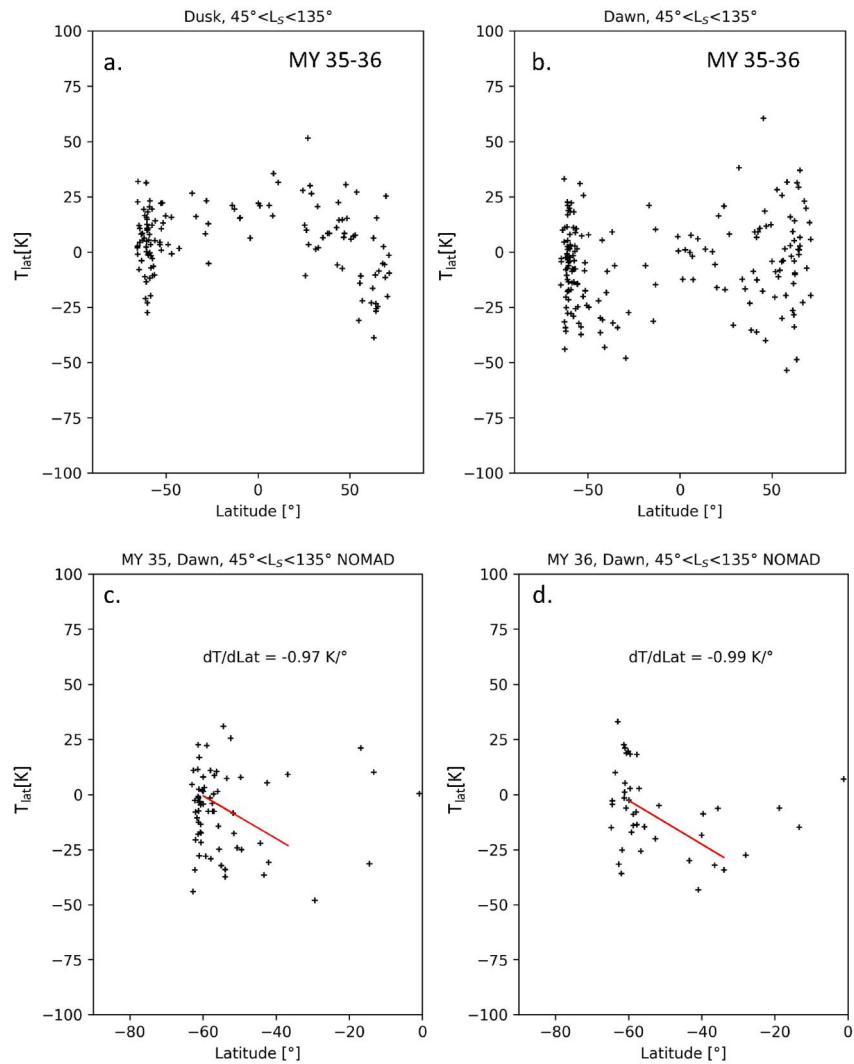 Dusk, 45°<Ls<135°
a.
MY 35-36
100
75
50
25
0
−25
−50
−75
−100
Tlat[K]
−50
0
50
Latitude [°]
Dawn, 45°<Ls<135°
b.
MY 35-36
100
75
50
25
0
−25
−50
−75
−100
Tlat[K]
−50
0
50
Latitude [°]
MY 35, Dawn, 45°<Ls<135° NOMAD
c.
dT/dLat = -0.97 K/°
100
75
50
25
0
−25
−50
−75
−100
Tlat[K]
−80
−60
−40
−20
0
Latitude [°]
MY 36, Dawn, 45°<Ls<135° NOMAD
d.
dT/dLat = -0.99 K/°
100
75
50
25
0
−25
−50
−75
−100
Tlat[K]
−80
−60
−40
−20
0
Latitude [°]